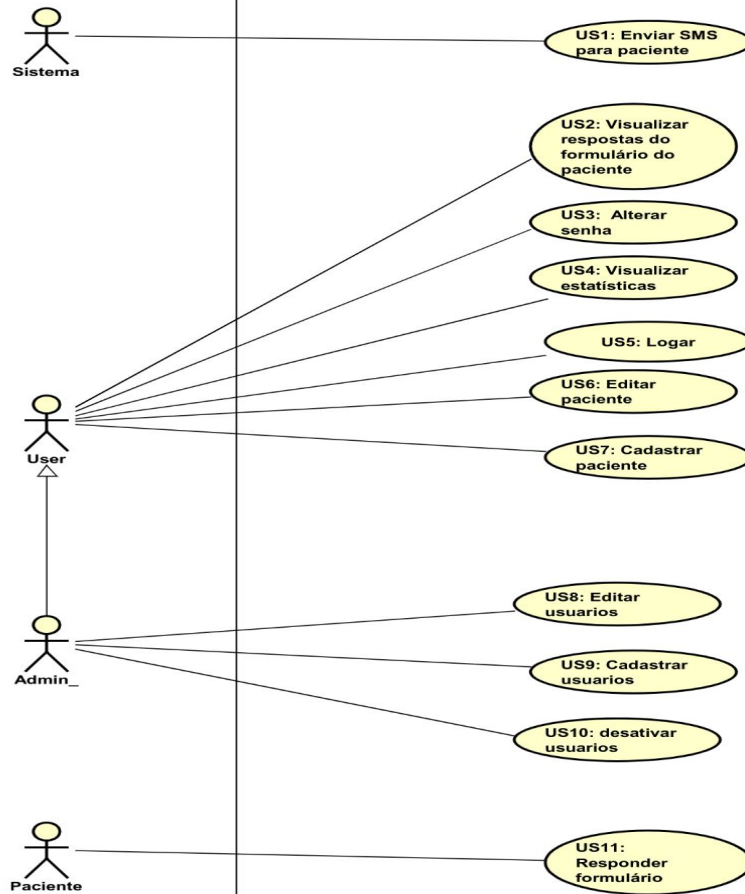 Sistema
US1: Enviar SMS
para paciente
US2: Visualizar
respostas do
formulário do
paciente
US3: Alterar
senha
US4: Visualizar
estatísticas
US5: Logar
US6: Editar
paciente
User
US7: Cadastrar
paciente
US8: Editar
usuarios
Admin_
US9: Cadastrar
usuarios
US10: desativar
usuarios
Paciente
US11:
Responder
formulário